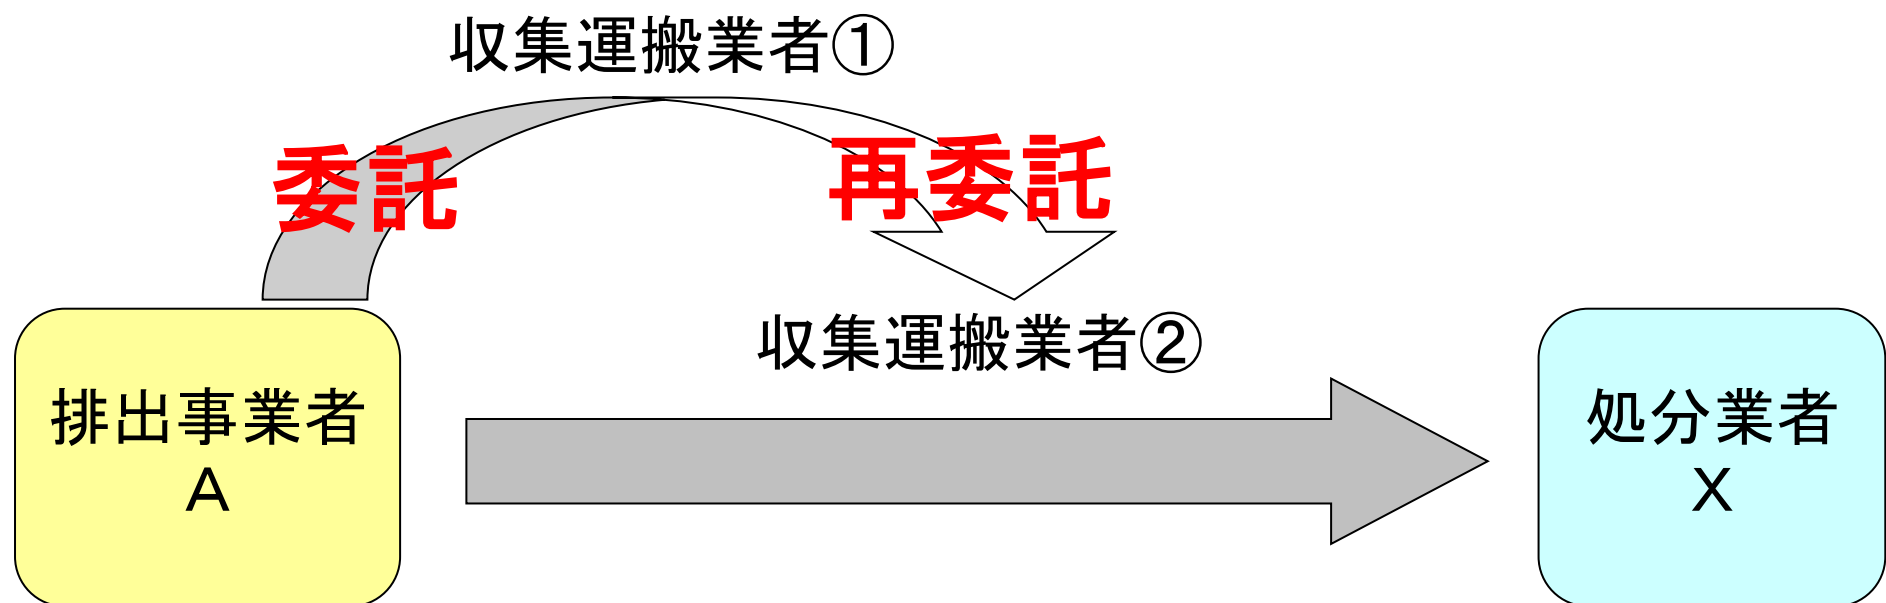 収集運搬業者①
委託
再委託
収集運搬業者②
排出事業者
A
処分業者
X